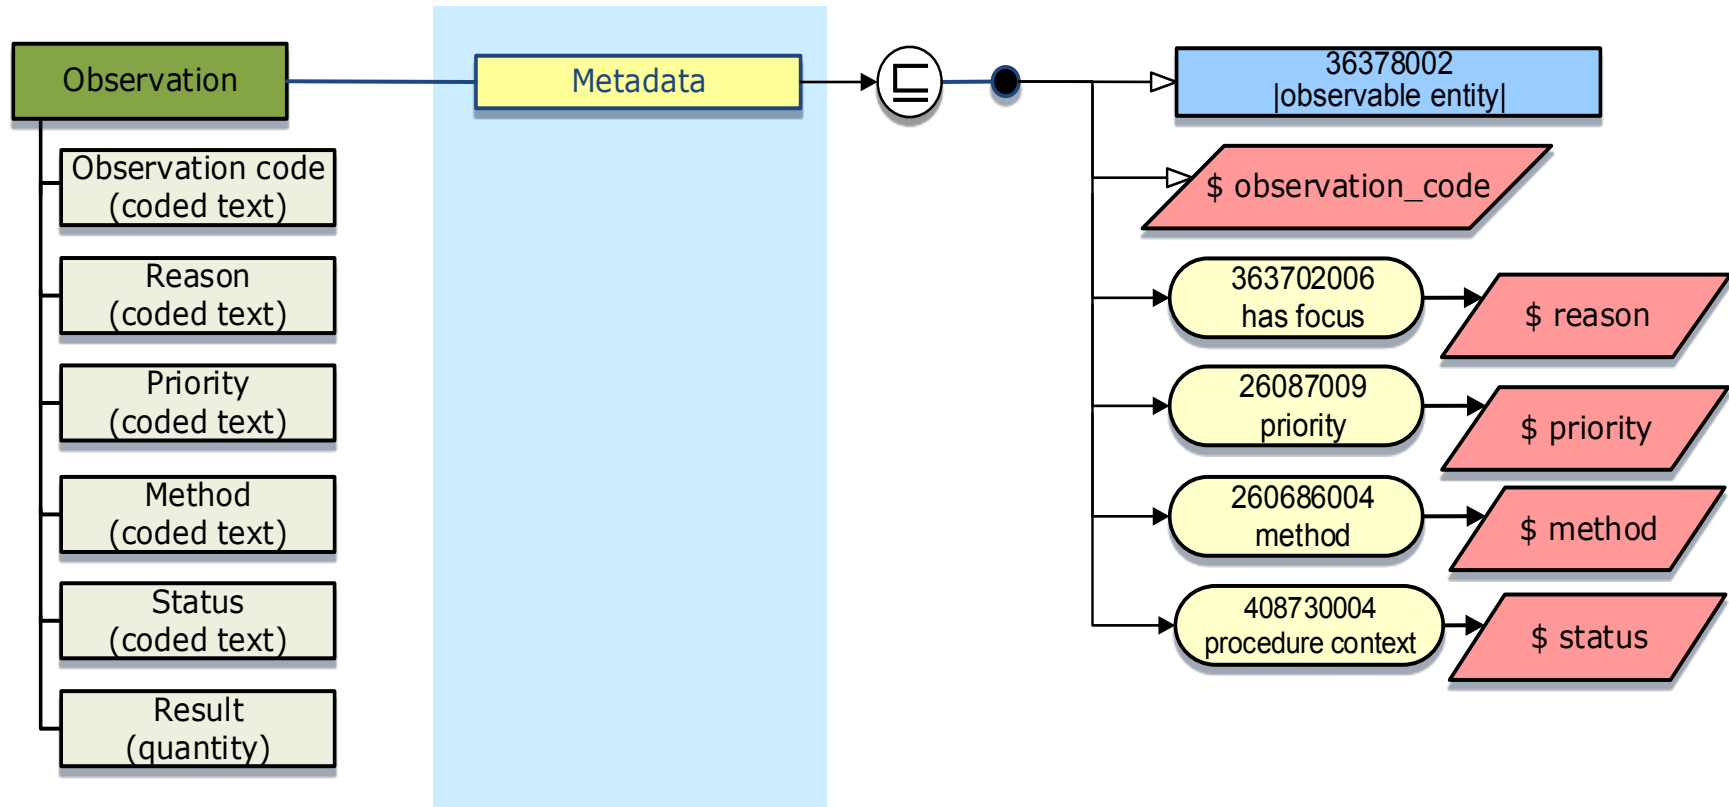 Observation
Metadata
⊑
36378002
|observable entity|
Observation code
(coded text)
$ observation_code
Reason
(coded text)
363702006
has focus
$ reason
Priority
(coded text)
26087009
priority
$ priority
Method
(coded text)
260686004
method
$ method
Status
(coded text)
408730004
procedure context
$ status
Result
(quantity)